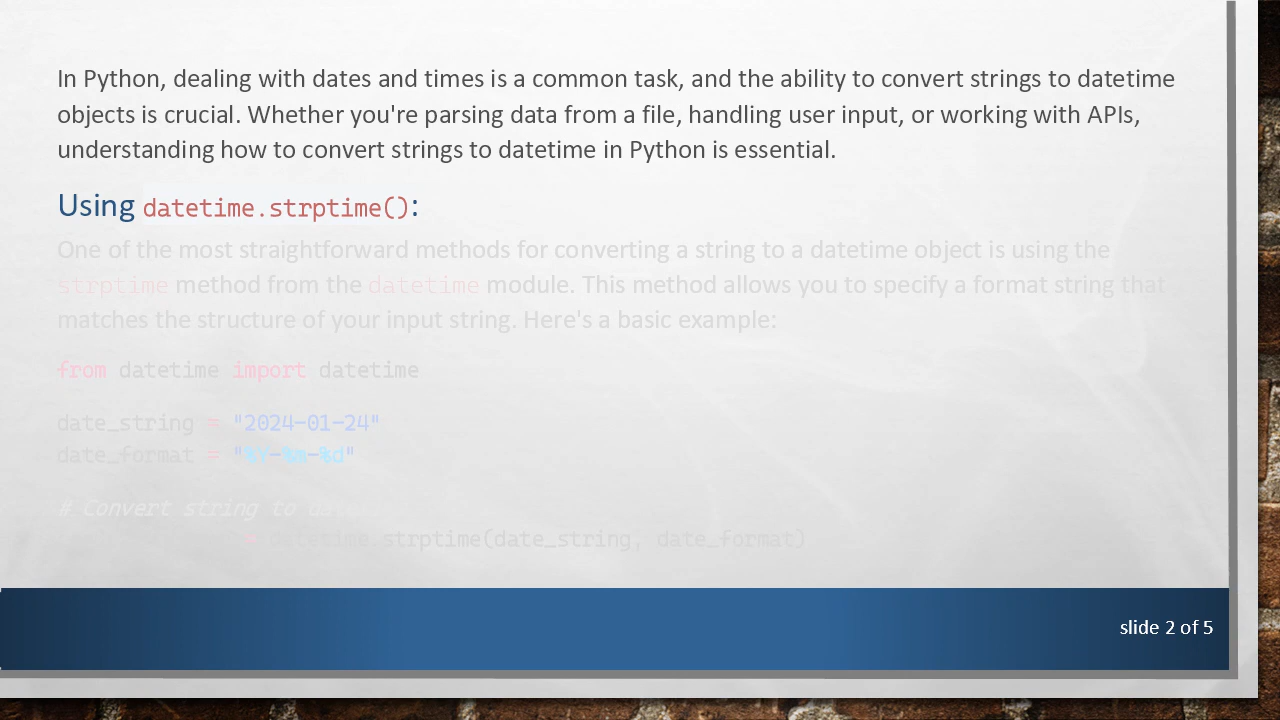 In Python, dealing with dates and times is a common task, and the ability to convert strings to datetime
objects is crucial. Whether you're parsing data from a file, handling user input, or working with APIs,
understanding how to convert strings to datetime in Python is essential.
Using datetime.strptime():
One of the most straightforward methods for converting a string to a datetime object is using the
strptime method from the datetime module. This method allows you to specify a format string that
matches the structure of your input string. Here's a basic example:
from datetime import datetime
date_string = "2024-01-24"
date_format = "%Y-%m-%d"
# Convert string to
= datetime.strptime(date_string, date_format)
slide 2 of 5